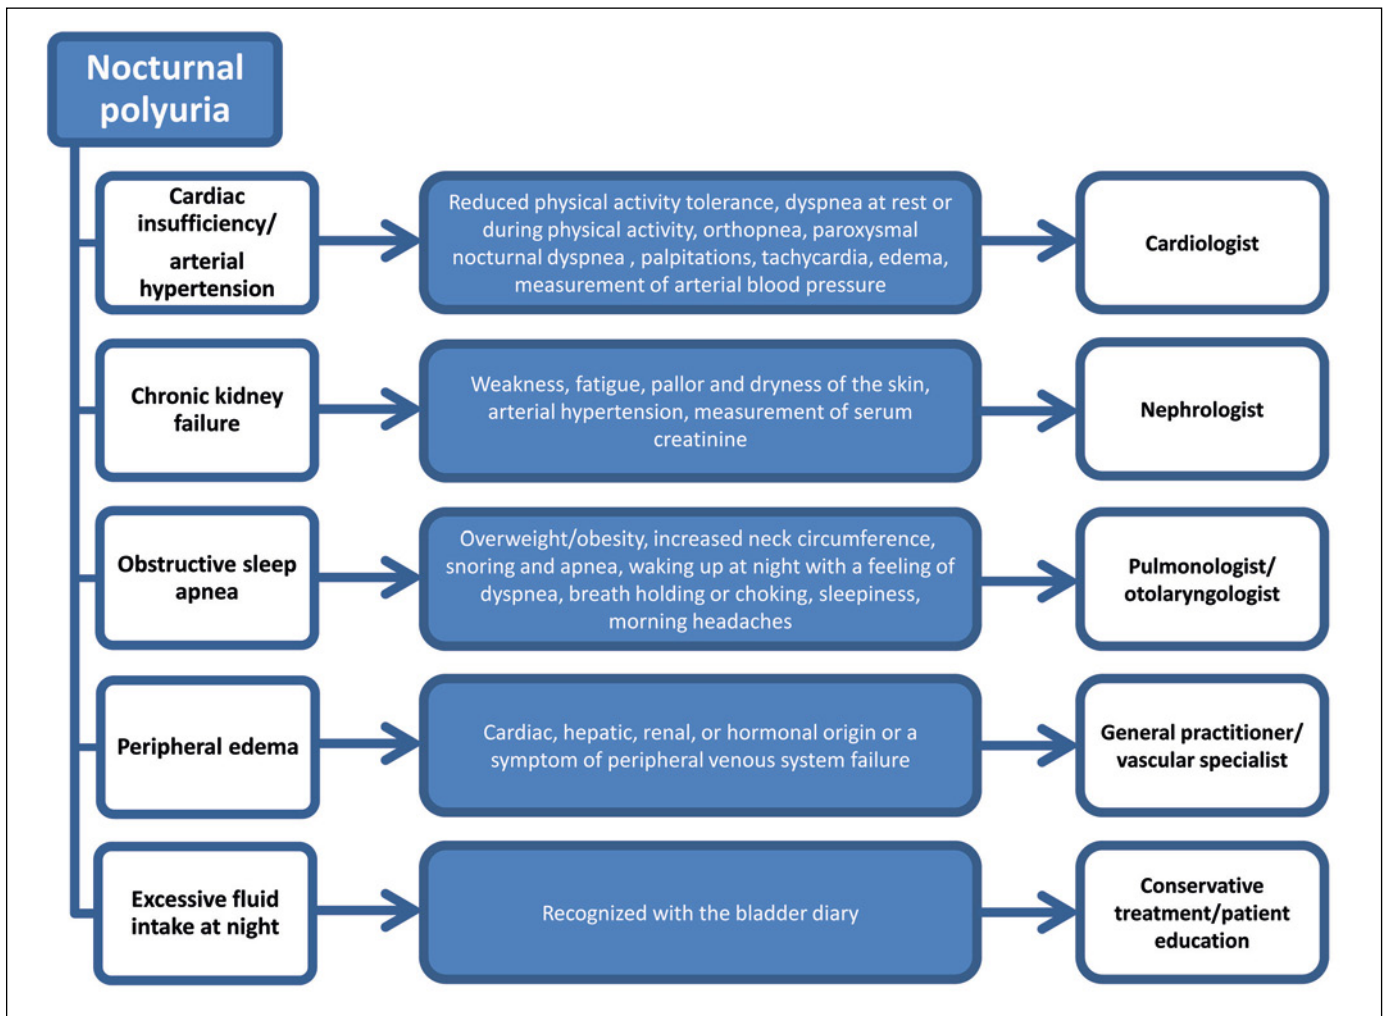 Nocturnal
polyuria
Cardiac
insufficiency/
arterial
hypertension
Reduced physical activity tolerance, dyspnea at rest or
during physical activity, orthopnea, paroxysmal
nocturnal dyspnea , palpitations, tachycardia, edema,
measurement of arterial blood pressure
Cardiologist
Chronic kidney
failure
Weakness, fatigue, pallor and dryness of the skin,
arterial hypertension, measurement of serum
creatinine
Nephrologist
Obstructive sleep
apnea
Overweight/obesity, increased neck circumference,
snoring and apnea, waking up at night with a feeling of
dyspnea, breath holding or choking, sleepiness,
morning headaches
Pulmonologist/
otolaryngologist
Peripheral edema
Cardiac, hepatic, renal, or hormonal origin or a
symptom of peripheral venous system failure
General practitioner/
vascular specialist
Excessive fluid
intake at night
Recognized with the bladder diary
Conservative
treatment/patient
education